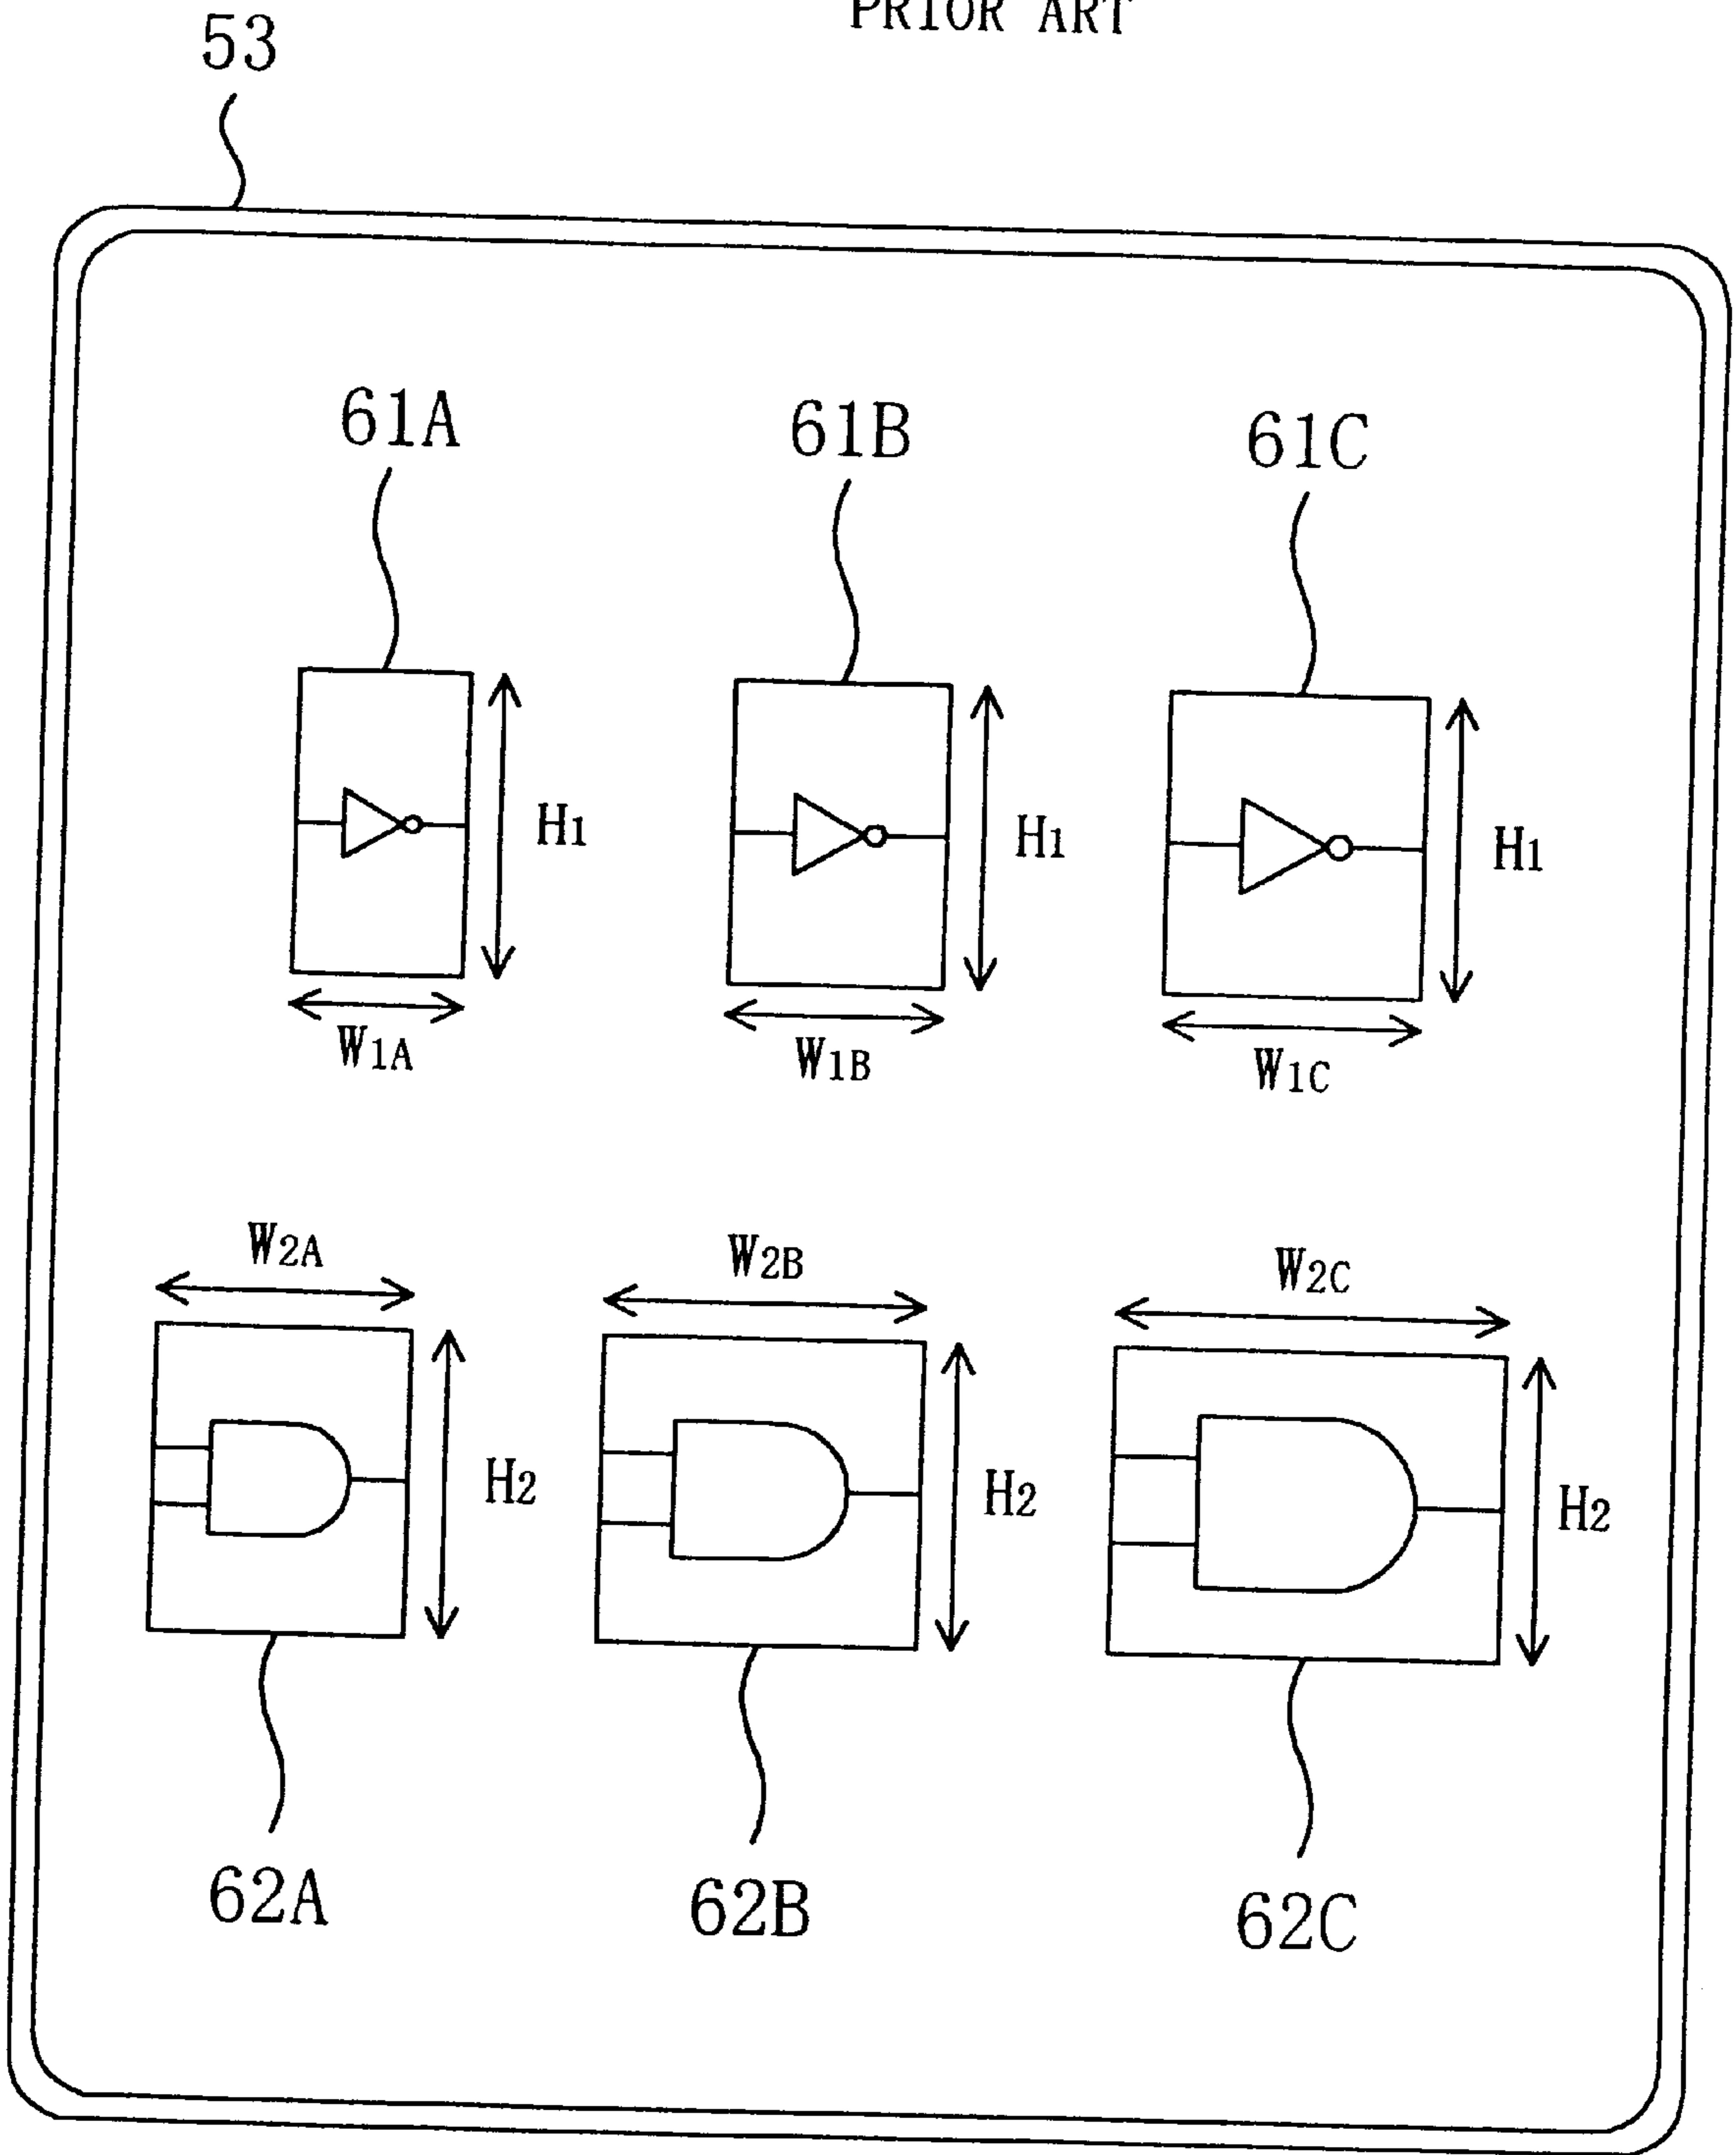 PRIOR ART
53
61A
61B
61C
H1
H1
H1
W1A
W1B
W1C
W2A
W2B
W2C
H2
H2
H2
62A
62B
62C